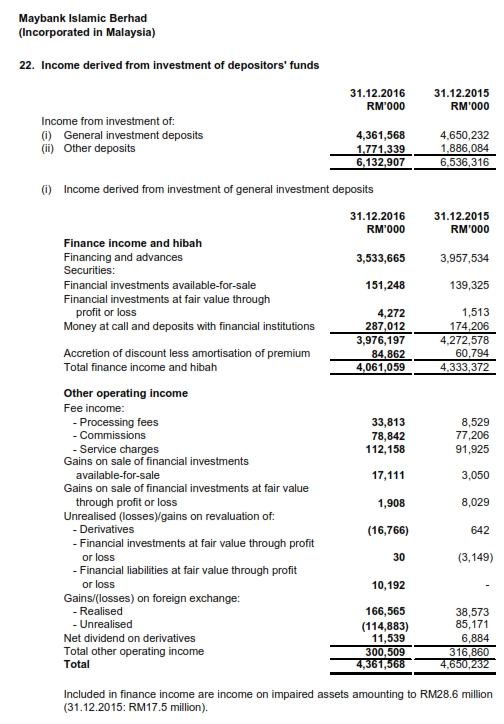 Maybank Islamic Berhad
(Incorporated in Malaysia)
22. Income derived from investment of depositors' funds
31.12.2016 31.12.2015
RM'000 RM'000
Income from investment of:
(i) General investment deposits 4,361,568 4,650,232
(ii) Other deposits 1,771,339 1,886,084
6,132,907 6,536,316
(i) Income derived from investment of general investment deposits
31.12.2016 31.12.2015
RM'000 RM'000
Finance income and hibah
Financing and advances 3,533,665 3,957,534
Securities:
Financial investments available-for-sale 151,248 139,325
Financial investments at fair value through
profit or loss 4,272 1,513
Money at call and deposits with financial institutions 287,012 174,206
3,976,197 4,272,578
Accretion of discount less amortisation of premium 84,862 60,794
Total finance income and hibah 4,061,059 4,333,372
Other operating income
Fee income:
- Processing fees 33,813 8,529
- Commissions 78,842 77,206
- Service charges 112,158 91,925
Gains on sale of financial investments
available-for-sale 17,111 3,050
Gains on sale of financial investments at fair value
through profit or loss 1,908 8,029
Unrealised (losses)/gains on revaluation of:
- Derivatives (16,766) 642
- Financial investments at fair value through profit
or loss 30 (3,149)
- Financial liabilities at fair value through profit
or loss 10,192 -
Gains/(losses) on foreign exchange:
- Realised 166,565 38,573
- Unrealised (114,883) 85,171
Net dividend on derivatives 11,539 6,884
Total other operating income 300,509 316,860
Total 4,361,568 4,650,232
Included in finance income are income on impaired assets amounting to RM28.6 million
(31.12.2015: RM17.5 million).